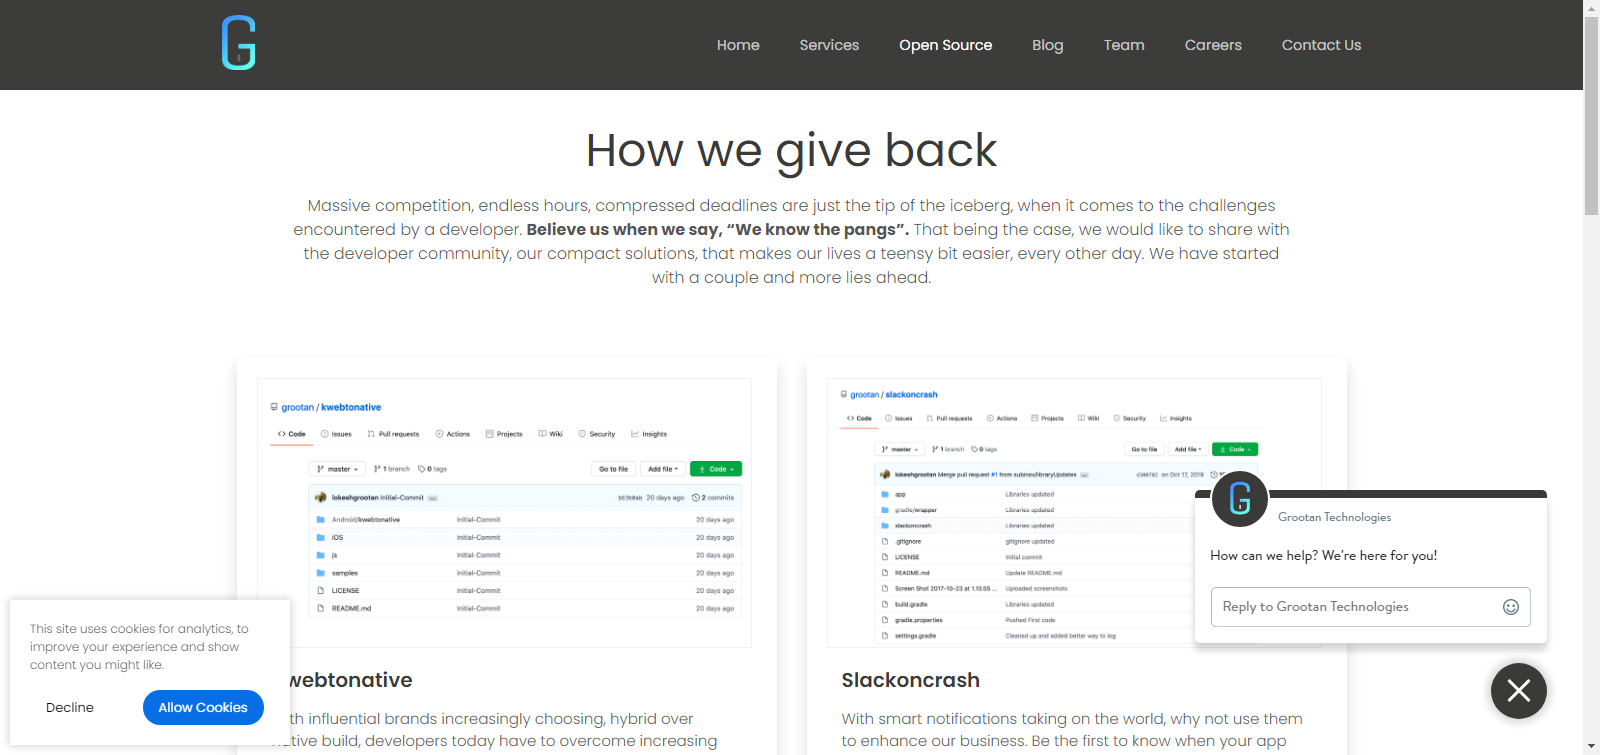 Home Services Open Source Blog Team Careers Contact Us
How we give back
Massive competition, endless hours, compressed deadlines are just the tip of the iceberg, when it comes to the challenges
encountered by a developer. Believe us when we say, “We know the pangs”. That being the case, we would like to share with
the developer community, our compact solutions, that makes our lives a teensy bit easier, every other day. We have started
with a couple and more lies ahead.
grootan / kwebtonative
Code Issues Pull requests Actions Projects Wiki Security Insights
master 1 branch 0 tags Go to file Add file Code
lokeshgrootan Initial-Commit ... b63b8ab 20 days ago 2 commits
Android/kwebtonative Initial-Commit 20 days ago
iOS Initial-Commit 20 days ago
js Initial-Commit 20 days ago
samples Initial-Commit 20 days ago
LICENSE Initial-Commit 20 days ago
README.md Initial-Commit 20 days ago
webtonative
th influential brands increasingly choosing, hybrid over
tive build, developers today have to overcome increasing
grootan / slackoncrash
Code Issues Pull requests Actions Projects Wiki Security Insights
master 1 branch 0 tags Go to file Add file Code
lokeshgrootan Merge pull request #1 from subinev/libraryUpdates ... on Oct 17, 2019
app Libraries updated
gradle/wrapper Libraries updated
slackoncrash Libraries updated
.gitignore gitignore updated
LICENSE Initial commit
README.md Update README.md
Screen Shot 2017-10-23 at 1.10.55 ... Uploaded screenshots
build.gradle Libraries updated
gradle.properties Pushed First code
settings.gradle Cleaned up and added better way to log
Slackoncrash
With smart notifications taking on the world, why not use them
to enhance our business. Be the first to know when your app
This site uses cookies for analytics, to
improve your experience and show
content you might like.
Decline Allow Cookies
Grootan Technologies
How can we help? We're here for you!
Reply to Grootan Technologies